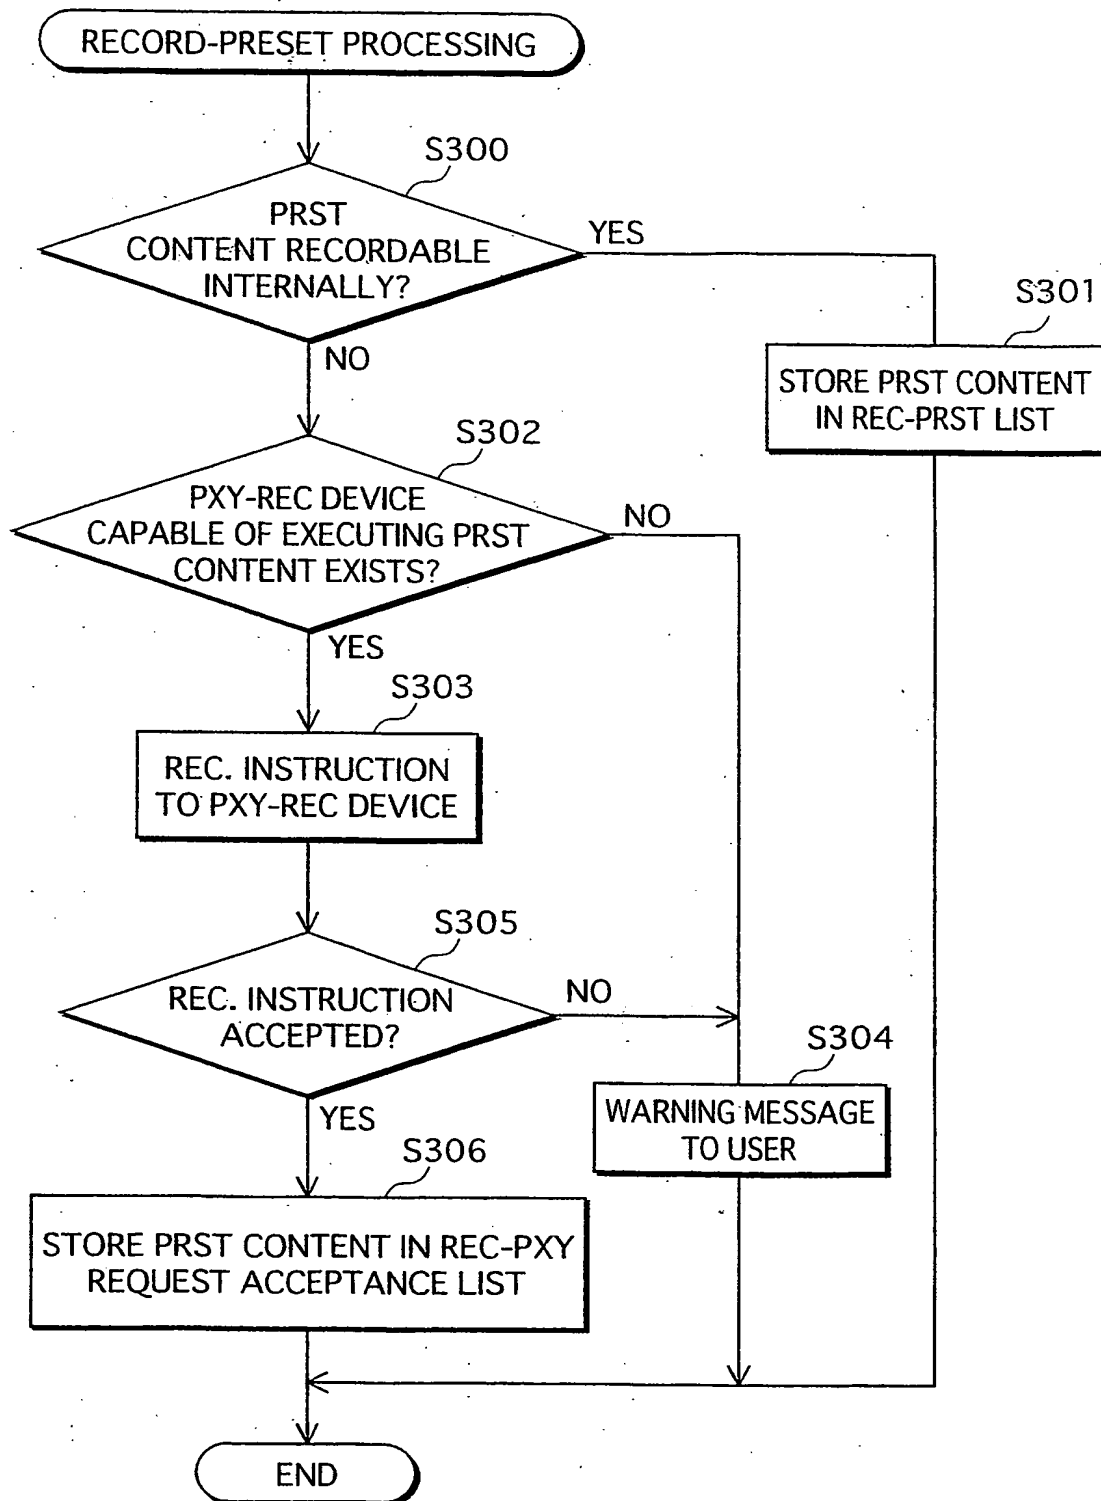 RECORD-PRESET PROCESSING
S300
PRST
CONTENT RECORDABLE
INTERNALLY?
YES
NO
S301
STORE PRST CONTENT
IN REC-PRST LIST
S302
PXY-REC DEVICE
CAPABLE OF EXECUTING PRST
CONTENT EXISTS?
NO
YES
S303
REC. INSTRUCTION
TO PXY-REC DEVICE
S305
REC. INSTRUCTION
ACCEPTED?
NO
YES
S304
WARNING MESSAGE
TO USER
S306
STORE PRST CONTENT IN REC-PXY
REQUEST ACCEPTANCE LIST
END